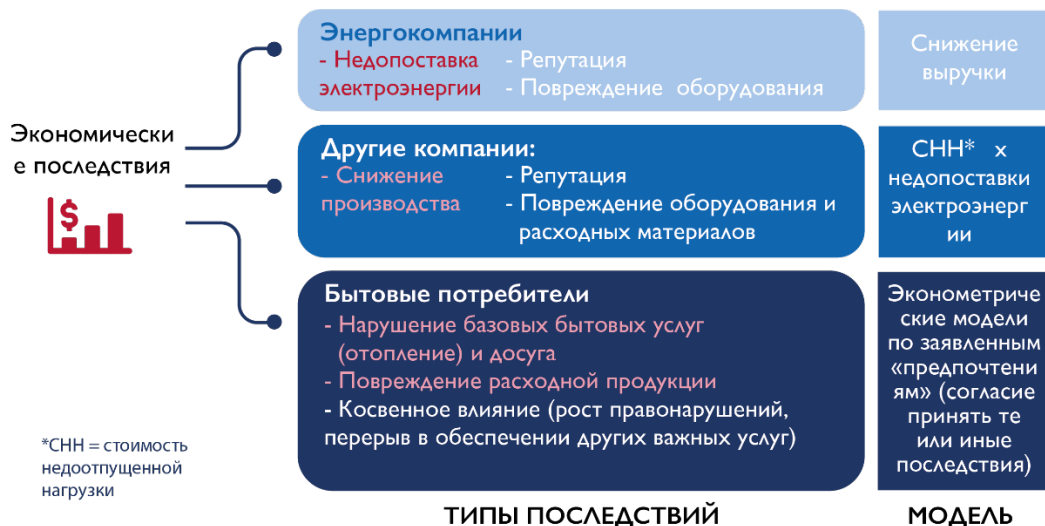 Экономически
е последствия
$
*СНН = стоимость
недоотпущенной
нагрузки
Энергокомпании
- Недопоставка
электроэнергии
- Репутация
- Повреждение оборудования
Снижение
выручки
Другие компании:
- Снижение
производства
- Репутация
- Повреждение оборудования и
расходных материалов
СНН* х
недопоставки
электроэнерг
ии
Бытовые потребители
- Нарушение базовых бытовых услуг
(отопление) и досуга
- Повреждение расходной продукции
- Косвенное влияние (рост правонарушений,
перерыв в обеспечении других важных услуг)
Эконометриче
ские модели
по заявленным
«предпочтени
ям» (согласие
принять те
или иные
последствия)
ТИПЫ ПОСЛЕДСТВИЙ
МОДЕЛЬ